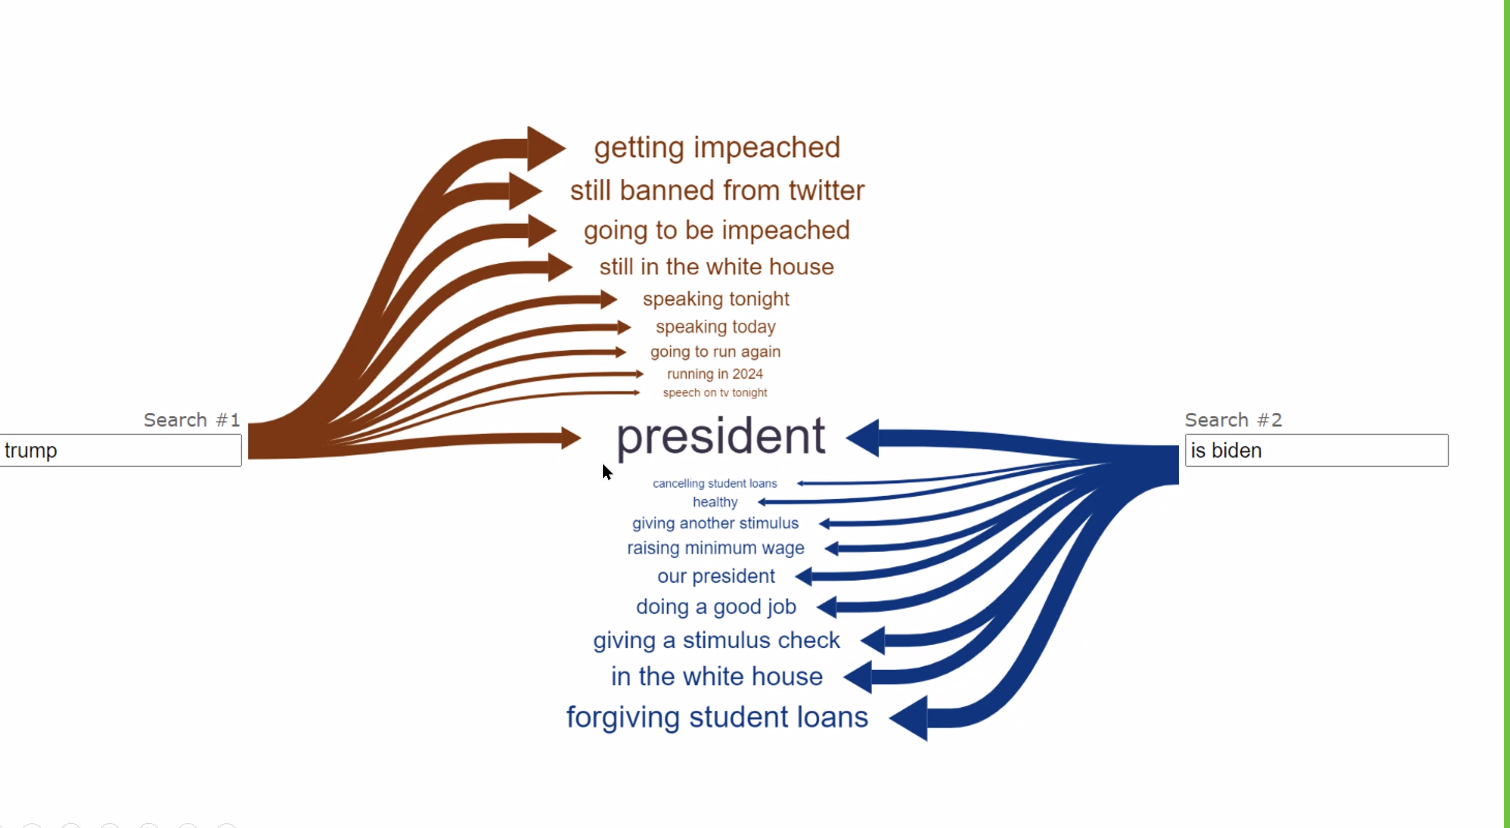 getting impeached
still banned from twitter
going to be impeached
still in the white house
speaking tonight
speaking today
going to run again
running in 2024
speech on tv tonight
Search #1
trump
president
Search #2
is biden
cancelling student loans
healthy
giving another stimulus
raising minimum wage
our president
doing a good job
giving a stimulus check
in the white house
forgiving student loans